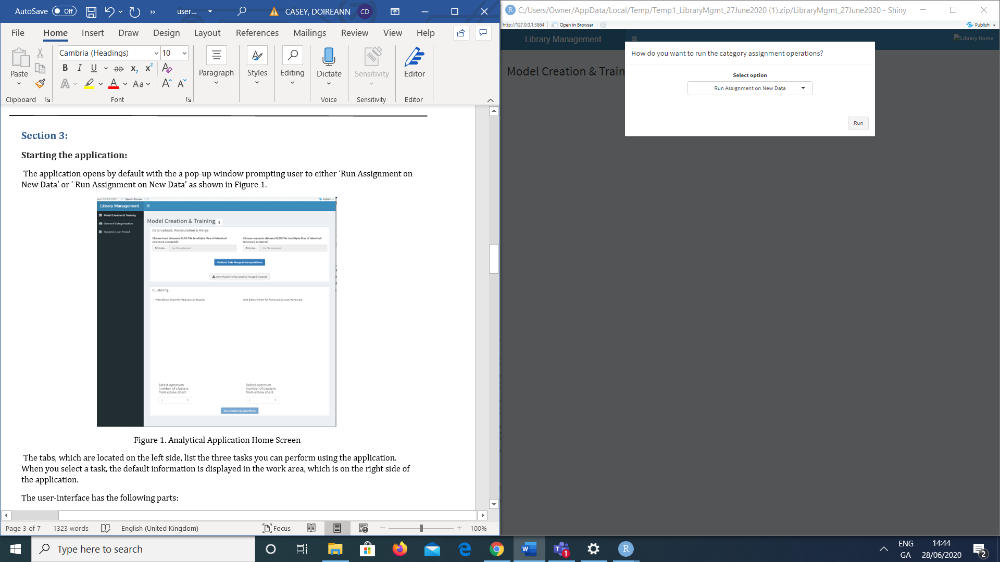 AutoSave Off user... CASEY, DOIREANN CD
File Home Insert Draw Design Layout References Mailings Review View Help
Cambria (Headings) 10
Paste
B I U ab x2 x2
A A Aa A A
Paragraph Styles Editing Dictate Sensitivity Editor
Clipboard Font Voice Sensitivity Editor
Section 3:
Starting the application:
The application opens by default with the a pop-up window prompting user to either ‘Run Assignment on
New Data’ or ‘ Run Assignment on New Data’ as shown in Figure 1.
Open in Browser Publish
Library Management
Model Creation & Training
Demand Categorisation
Dynamic Loan Period
Model Creation & Training
Data Upload, Manipulation & Merge
Choose loan datasets XLSX File (multiple files of identical
structure accepted):
Browse... No file selected
Choose requests dataset XLSX File (multiple files of identical
structure accepted):
Browse... No file selected
Perform Data Merge & Manipulations
Download Manipulated & Merged Dataset
Clustering
WSS Elbow Chart for Requests & Recalls:
WSS Elbow Chart for Renewals & Auto-Renewals:
Select optimum
number of clusters
from elbow chart
Select optimum
number of clusters
from elbow chart
Run clustering algorithms
Figure 1. Analytical Application Home Screen
The tabs, which are located on the left side, list the three tasks you can perform using the application.
When you select a task, the default information is displayed in the work area, which is on the right side of
the application.
The user-interface has the following parts:
Page 3 of 7 1323 words English (United Kingdom) Focus 100%
C:/Users/Owner/AppData/Local/Temp/Temp1_LibraryMgmt_27June2020 (1).zip/LibraryMgmt_27June2020 - Shiny
http://127.0.0.1:3864 Open in Browser Publish
Library Management Library Home
Model Creation & Train
How do you want to run the category assignment operations?
Select option
Run Assignment on New Data
Run
Type here to search
1
R
ENG
GA
14:44
28/06/2020
2